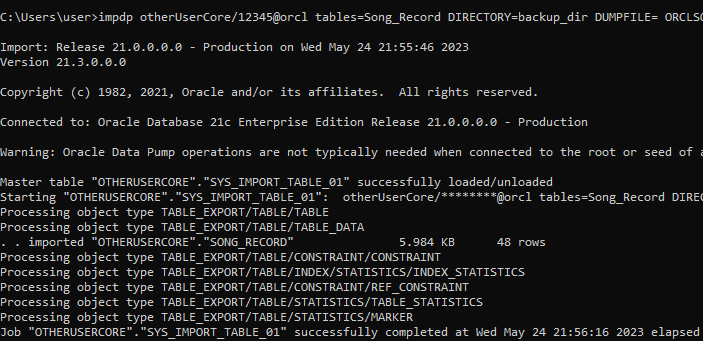 C:\Users\user>impdp otherUserCore/12345@orcl tables=Song_Record DIRECTORY=backup_dir DUMPFILE= ORCLSC
Import: Release 21.0.0.0.0 - Production on Wed May 24 21:55:46 2023
Version 21.3.0.0.0
Copyright (c) 1982, 2021, Oracle and/or its affiliates.  All rights reserved.
Connected to: Oracle Database 21c Enterprise Edition Release 21.0.0.0.0 - Production
Warning: Oracle Data Pump operations are not typically needed when connected to the root or seed of a
Master table "OTHERUSERCORE"."SYS_IMPORT_TABLE_01" successfully loaded/unloaded
Starting "OTHERUSERCORE"."SYS_IMPORT_TABLE_01":  otherUserCore/********@orcl tables=Song_Record DIREC
Processing object type TABLE_EXPORT/TABLE/TABLE
Processing object type TABLE_EXPORT/TABLE/TABLE_DATA
. . imported "OTHERUSERCORE"."SONG_RECORD"               5.984 KB      48 rows
Processing object type TABLE_EXPORT/TABLE/CONSTRAINT/CONSTRAINT
Processing object type TABLE_EXPORT/TABLE/INDEX/STATISTICS/INDEX_STATISTICS
Processing object type TABLE_EXPORT/TABLE/CONSTRAINT/REF_CONSTRAINT
Processing object type TABLE_EXPORT/TABLE/STATISTICS/TABLE_STATISTICS
Processing object type TABLE_EXPORT/TABLE/STATISTICS/MARKER
Job "OTHERUSERCORE"."SYS_IMPORT_TABLE_01" successfully completed at Wed May 24 21:56:16 2023 elapsed